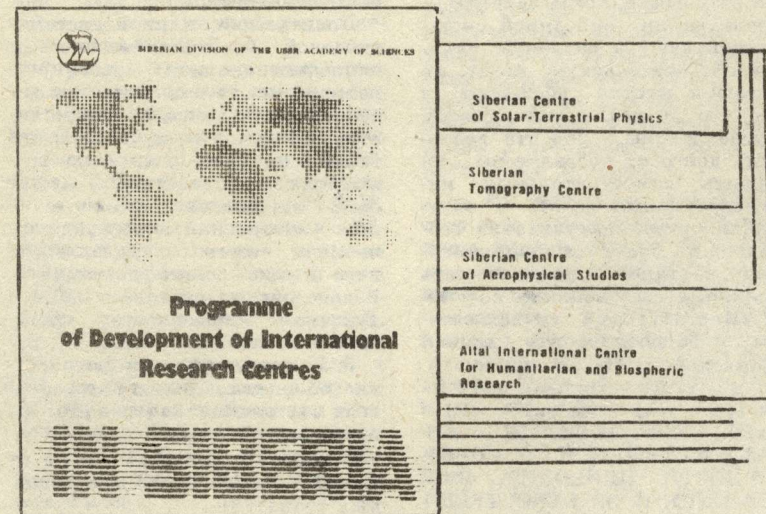 SIBERIAN DIVISION OF THE USSR ACADEMY OF SCIENCES
Programme
of Development of International
Research Centres
IN SIBERIA
Siberian Centre
of Solar-Terrestrial Physics
Siberian
Tomography Centre
Siberian Centre
of Aerophysical Studies
Altai International Centre
for Humanitarian and Biospheric
Research